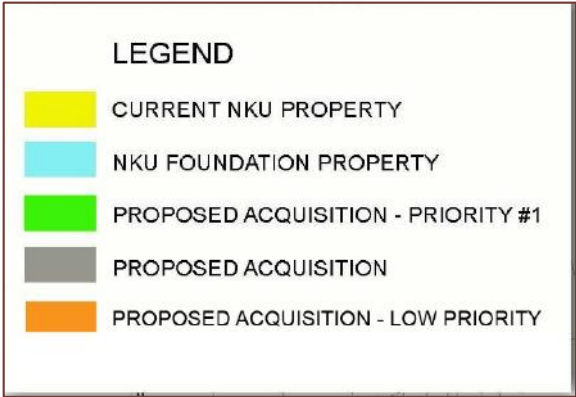 LEGEND
CURRENT NKU PROPERTY
NKU FOUNDATION PROPERTY
PROPOSED ACQUISITION - PRIORITY #1
PROPOSED ACQUISITION
PROPOSED ACQUISITION - LOW PRIORITY